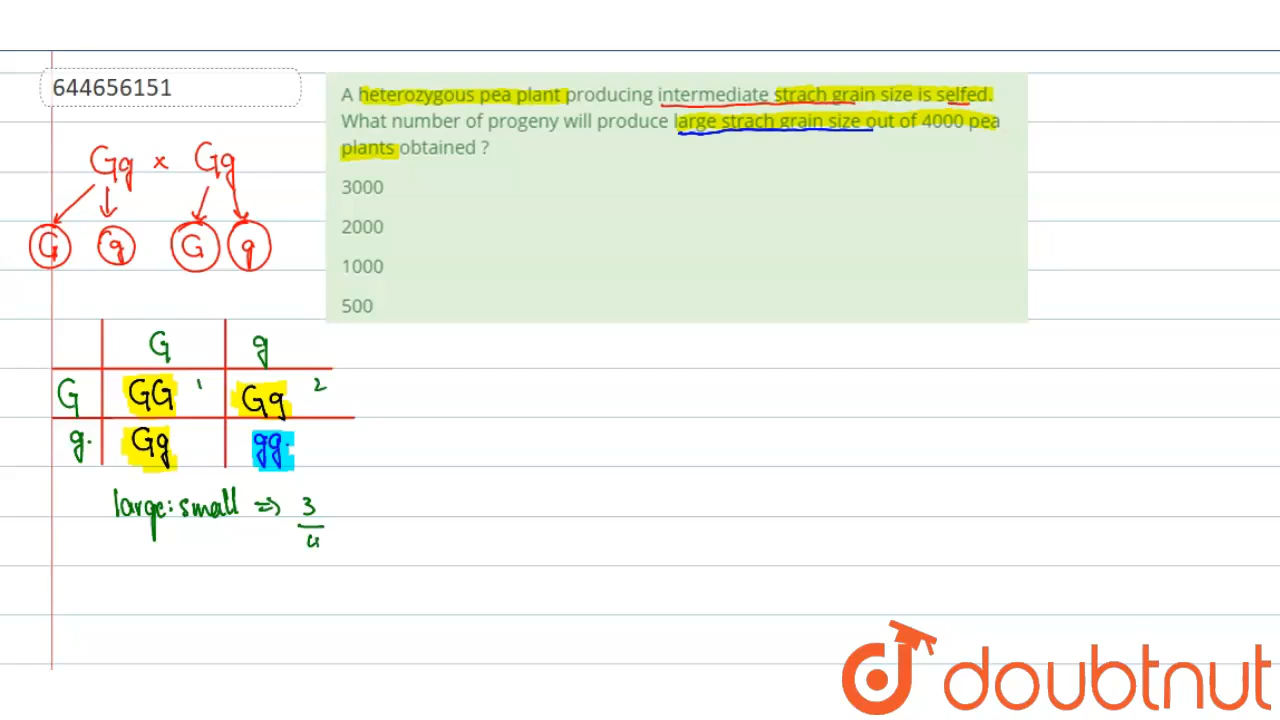 644656151
A heterozygous pea plant producing intermediate strach grain size is selfed.
What number of progeny will produce large strach grain size out of 4000 pea
plants obtained ?
3000
2000
1000
500
Gg × Gg
G g G g
G g
G GG 1 Gg 2
g. Gg gg.
large: small ⇒ 3/4
doubtnut